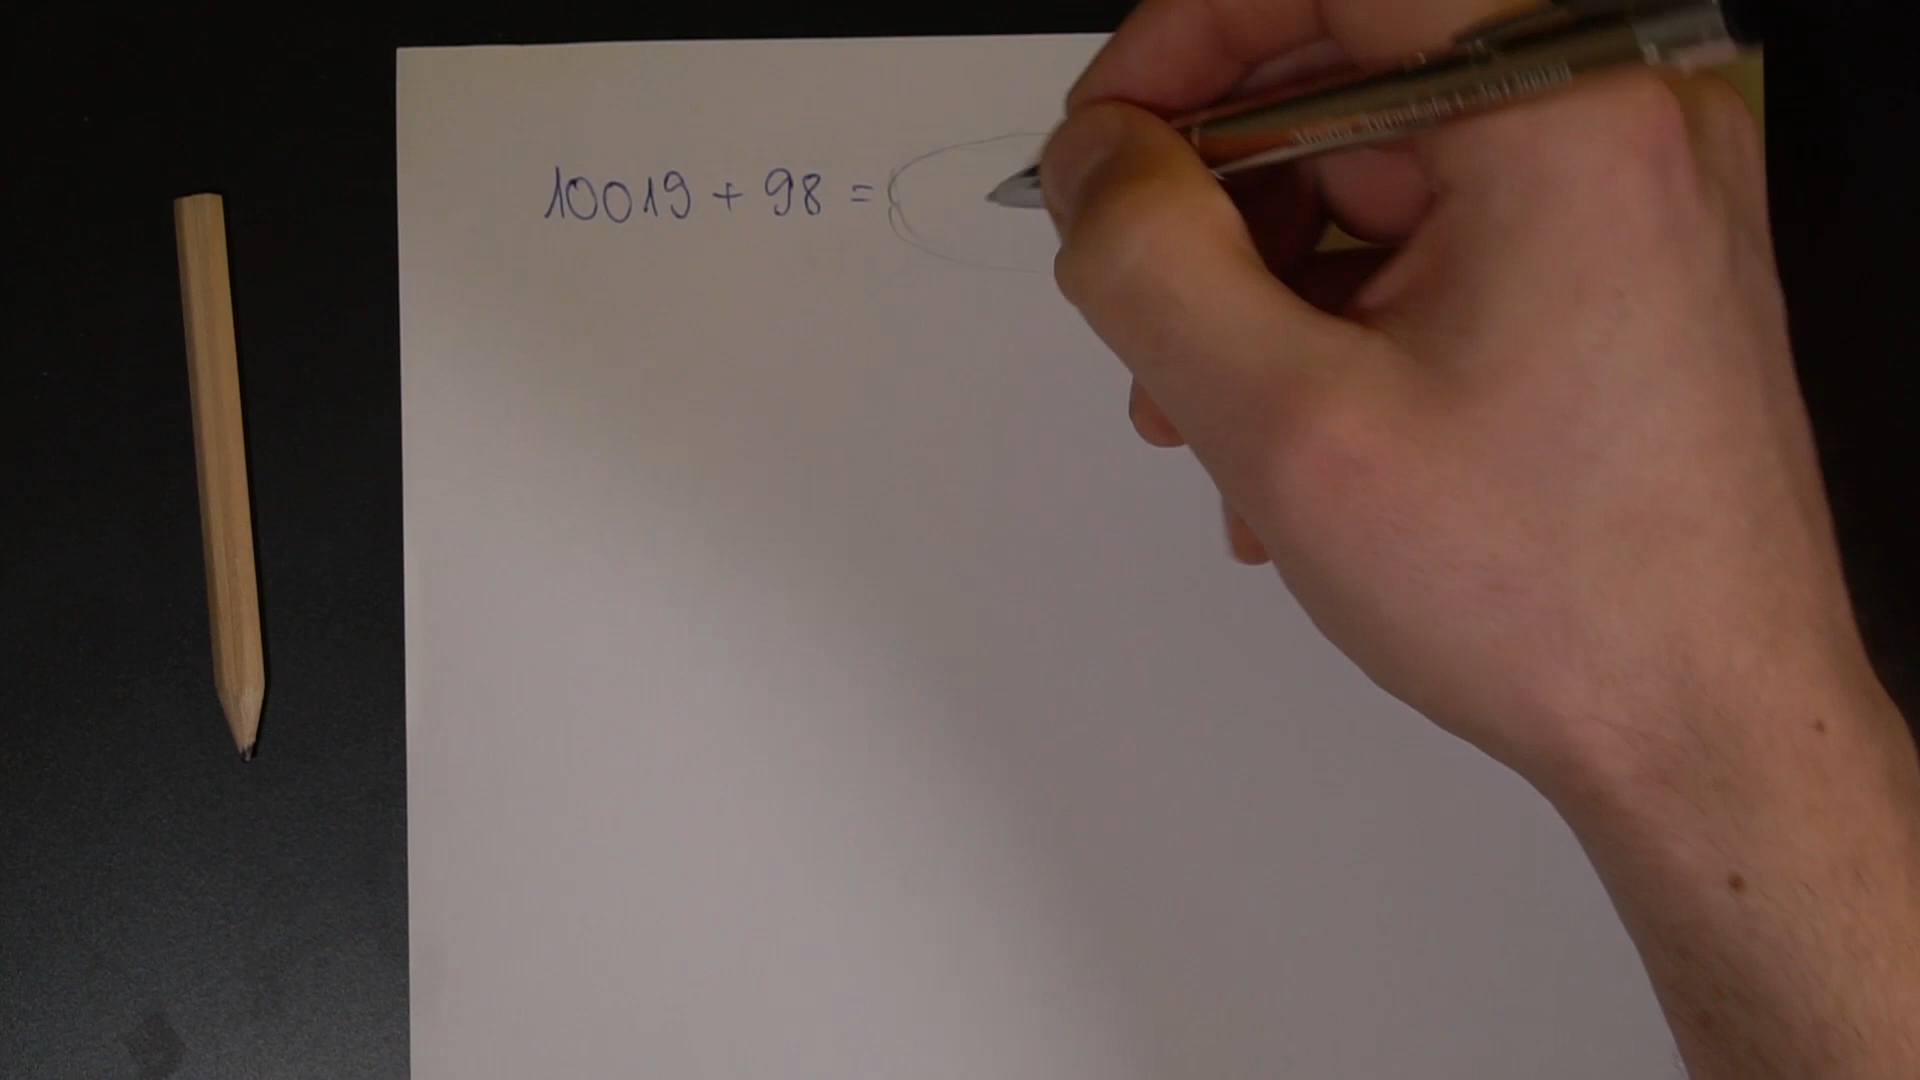 10019 + 98 =